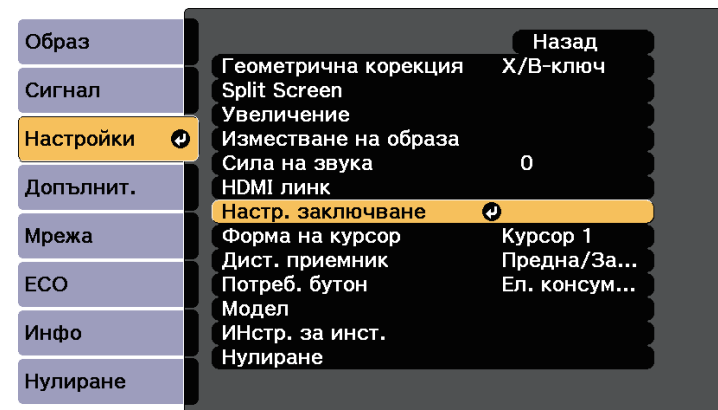 Образ
Сигнал
Настройки
Допълнит.
Мрежа
ECO
Инфо
Нулиране
Назад
Геометрична корекция Х/В-ключ
Split Screen
Увеличение
Изместване на образа
Сила на звука 0
HDMI линк
Настр. заключване
Форма на курсор Курсор 1
Дист. приемник Предна/За...
Потреб. бутон Ел. консум...
Модел
ИНстр. за инст.
Нулиране